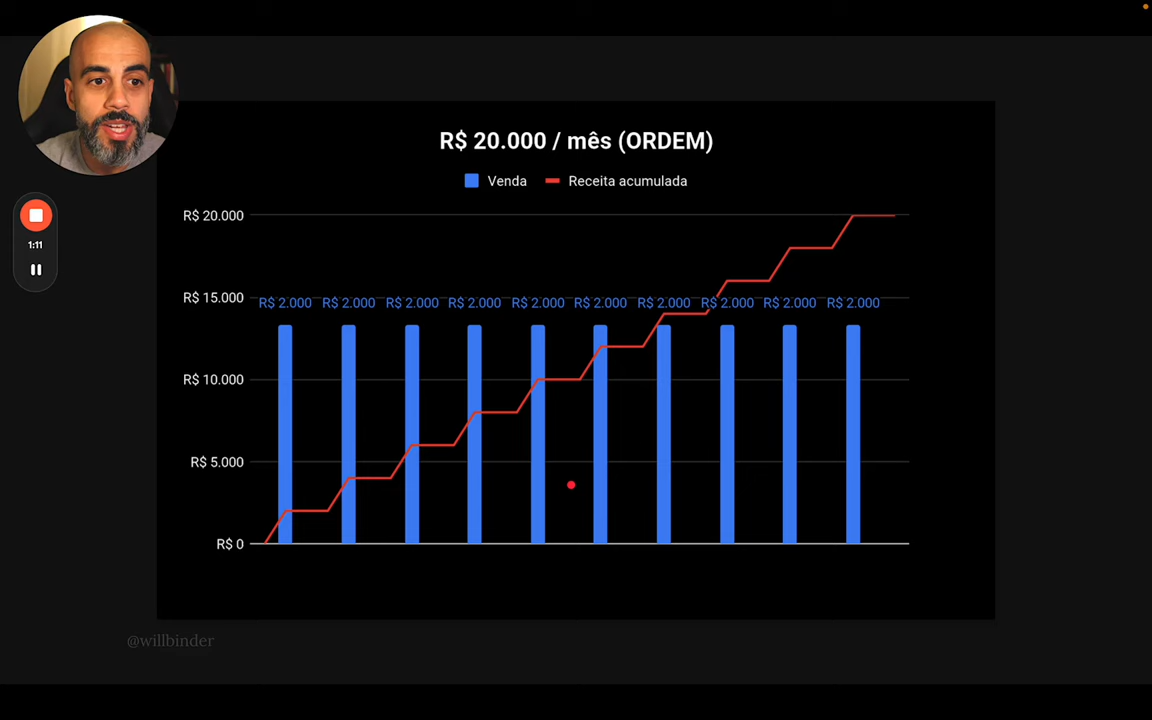 R$ 20.000 / mês (ORDEM)
Venda Receita acumulada
R$ 20.000
R$ 15.000
R$ 2.000 R$ 2.000 R$ 2.000 R$ 2.000 R$ 2.000 R$ 2.000 R$ 2.000 R$ 2.000 R$ 2.000 R$ 2.000
1:11
R$ 10.000
R$ 5.000
R$ 0
@willbinder